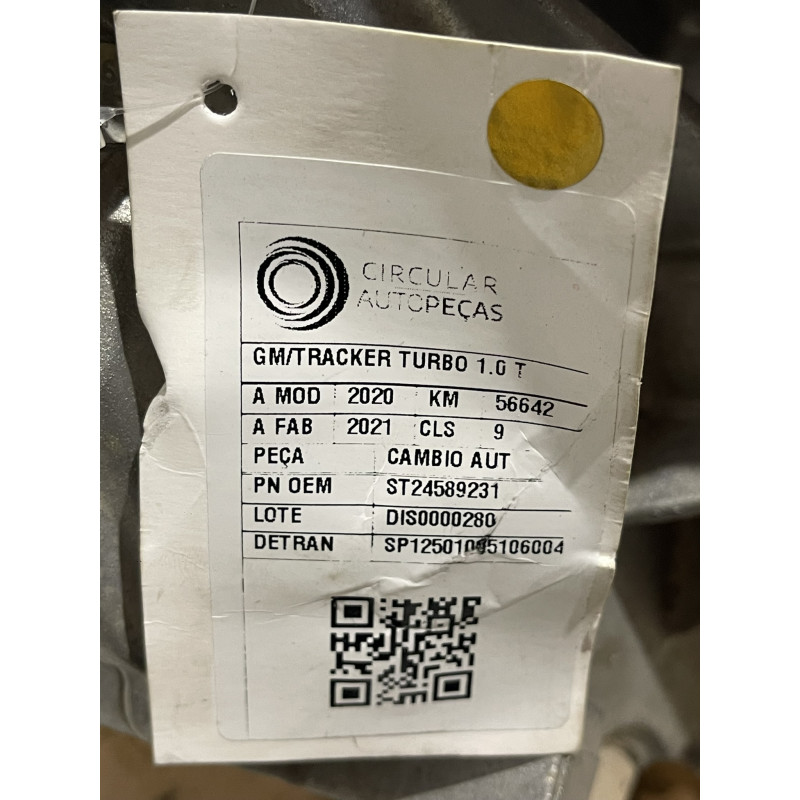 CIRCULAR
AUTOPEÇAS
GM/TRACKER TURBO 1.0 T
A MOD 2020 KM 56642
A FAB 2021 CLS 9
PEÇA CAMBIO AUT
PN OEM ST24589231
LOTE DIS0000280
DETRAN